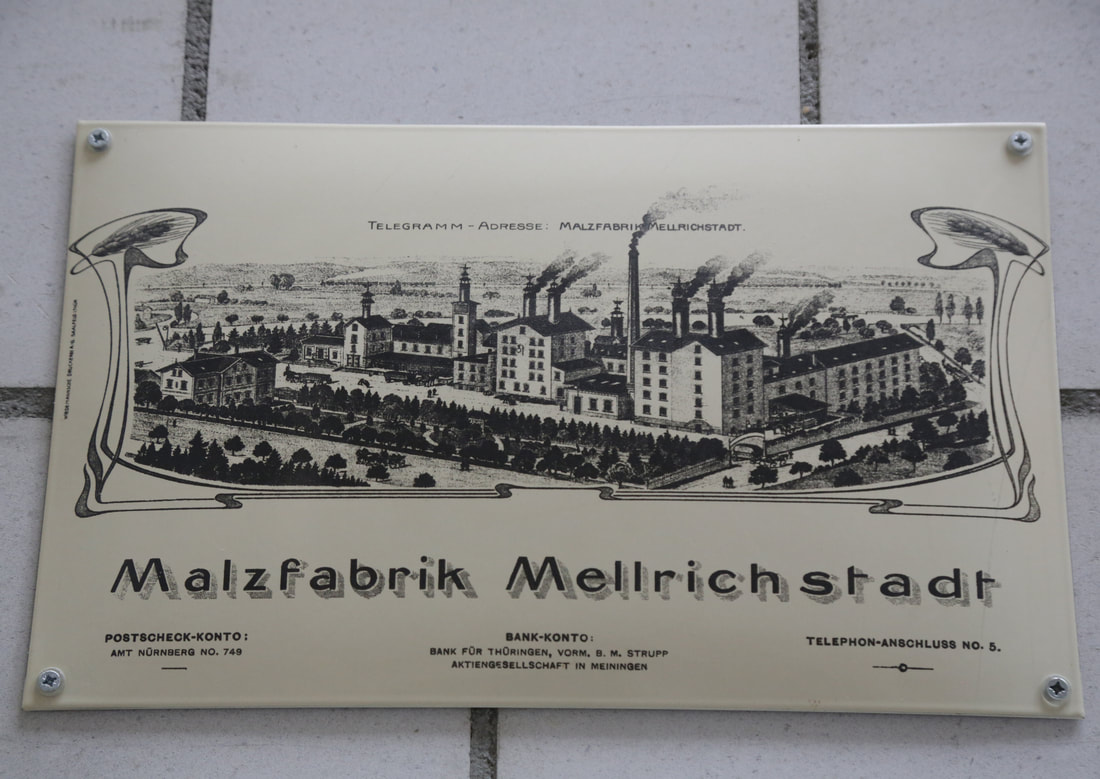 TELEGRAMM - ADRESSE: MALZFABRIK MELLRICHSTADT.
Malzfabrik Mellrichstadt
POSTSCHECK-KONTO:
AMT NÜRNBERG NO. 749
BANK-KONTO:
BANK FÜR THÜRINGEN, VORM. B. M. STRUPP
AKTIENGESELLSCHAFT IN MEININGEN
TELEPHON-ANSCHLUSS NO. 5.